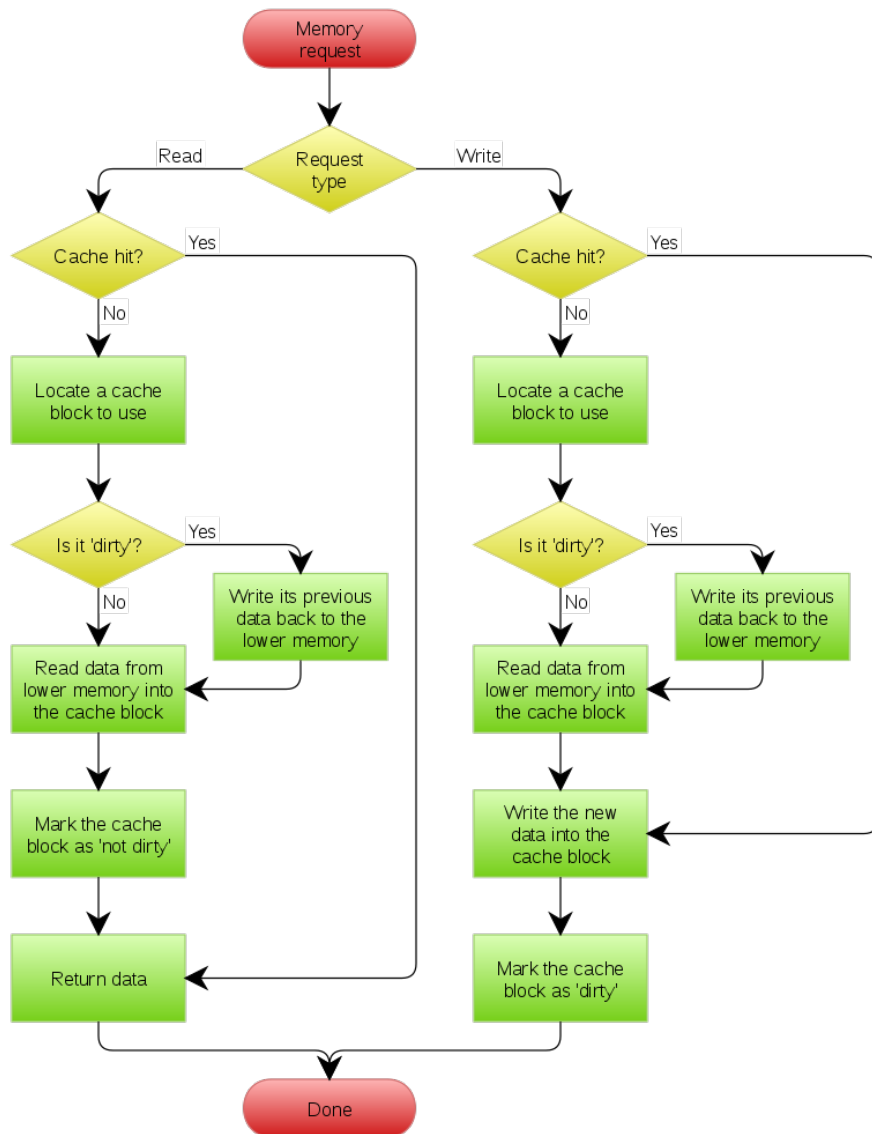 Memory
request
Request
type
Read
Write
Cache hit?
Yes
No
Locate a cache
block to use
Is it 'dirty'?
Yes
No
Write its previous
data back to the
lower memory
Read data from
lower memory into
the cache block
Mark the cache
block as 'not dirty'
Return data
Cache hit?
Yes
No
Locate a cache
block to use
Is it 'dirty'?
Yes
No
Write its previous
data back to the
lower memory
Read data from
lower memory into
the cache block
Write the new
data into the
cache block
Mark the cache
block as 'dirty'
Done